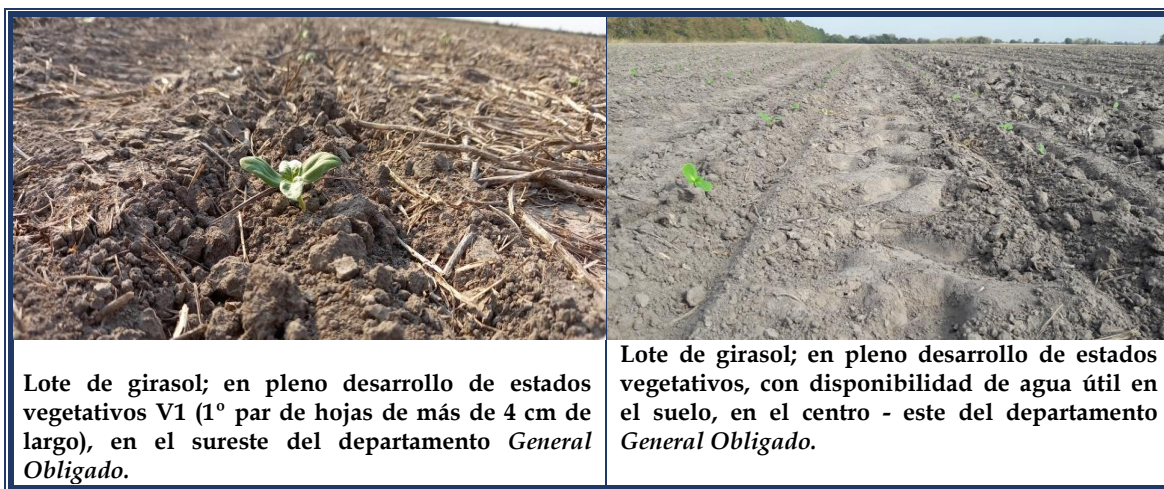 Lote de girasol; en pleno desarrollo de estados
vegetativos V1 (1º par de hojas de más de 4 cm de
largo), en el sureste del departamento General
Obligado.
Lote de girasol; en pleno desarrollo de estados
vegetativos, con disponibilidad de agua útil en
el suelo, en el centro - este del departamento
General Obligado.